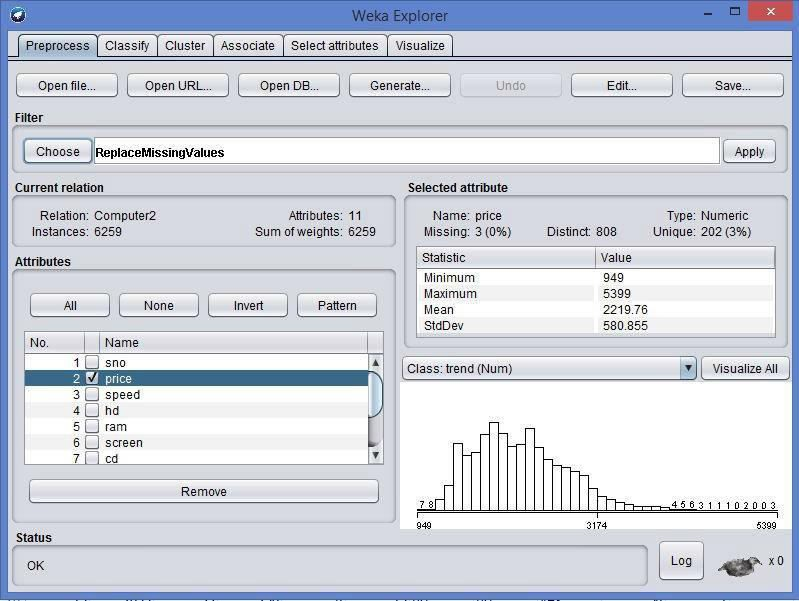 Weka Explorer
Preprocess Classify Cluster Associate Select attributes Visualize
Open file... Open URL... Open DB... Generate... Undo Edit... Save...
Filter
Choose ReplaceMissingValues Apply
Current relation
Relation: Computer2 Attributes: 11
Instances: 6259 Sum of weights: 6259
Attributes
All None Invert Pattern
No. Name
1 sno
2 price
3 speed
4 hd
5 ram
6 screen
7 cd
Remove
Selected attribute
Name: price Type: Numeric
Missing: 3 (0%) Distinct: 808 Unique: 202 (3%)
Statistic Value
Minimum 949
Maximum 5399
Mean 2219.76
StdDev 580.855
Class: trend (Num) Visualize All
7 8 4 5 6 3 1 1 1 1 0 2 0 0 3
949 3174 5399
Status
OK Log x 0